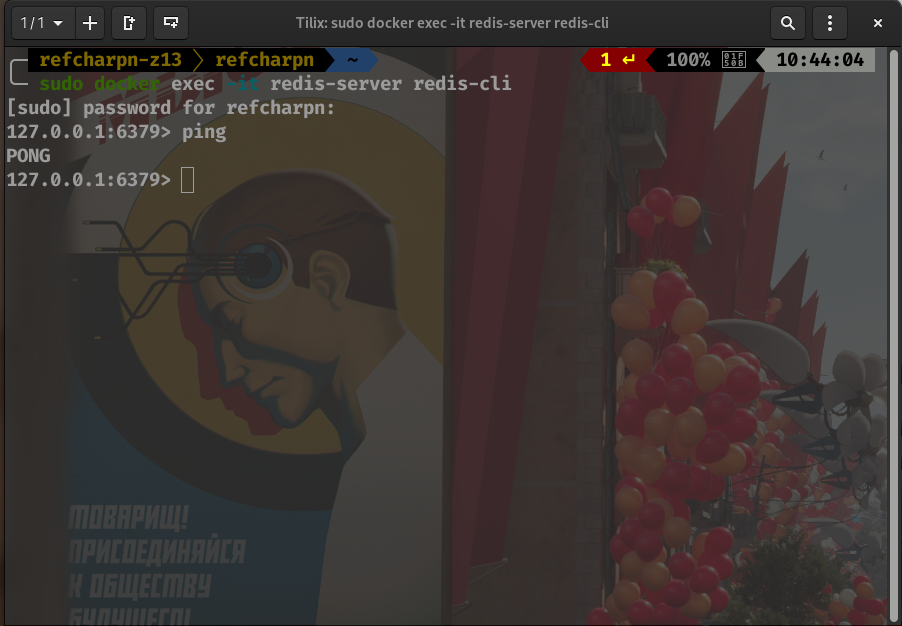 1/1
Tilix: sudo docker exec -it redis-server redis-cli
refcharpn-z13 refcharpn ~ 1 ↵ 100% 10:44:04
sudo docker exec -it redis-server redis-cli
[sudo] password for refcharpn:
127.0.0.1:6379> ping
PONG
127.0.0.1:6379>
ТОВАРИЩ!
ПРИСОЕДИНЯЙСЯ
К ОБЩЕСТВУ
БУДУЩЕГО!